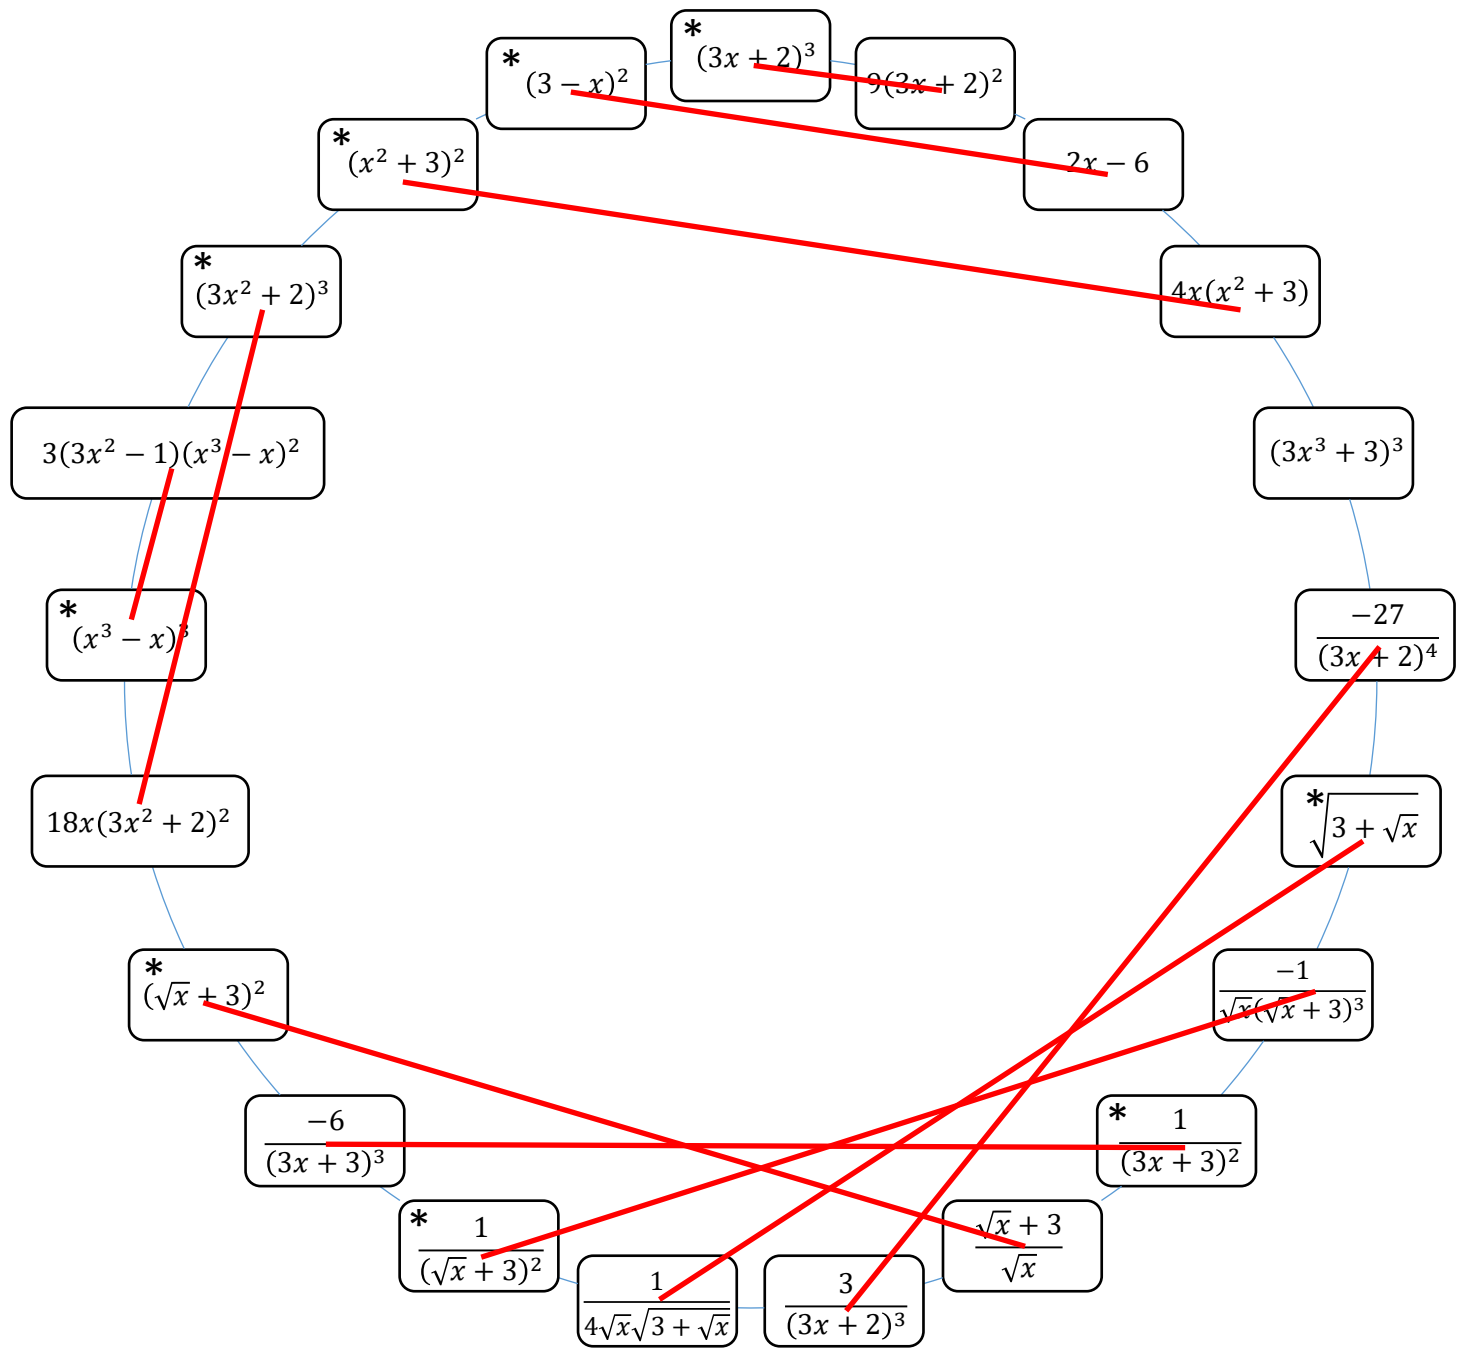 * (3x + 2)³
9(3x + 2)²
2x − 6
4x(x² + 3)
(3x³ + 3)³
−27/(3x + 2)⁴
* √(3 + √x)
−1/(√x(√x + 3)³)
* 1/(3x + 3)²
(√x + 3)/√x
3/(3x + 2)³
1/(4√x√(3 + √x))
* 1/(√x + 3)²
−6/(3x + 3)³
* (√x + 3)²
18x(3x² + 2)²
* (x³ − x)³
3(3x² − 1)(x³ − x)²
* (3x² + 2)³
* (x² + 3)²
* (3 − x)²